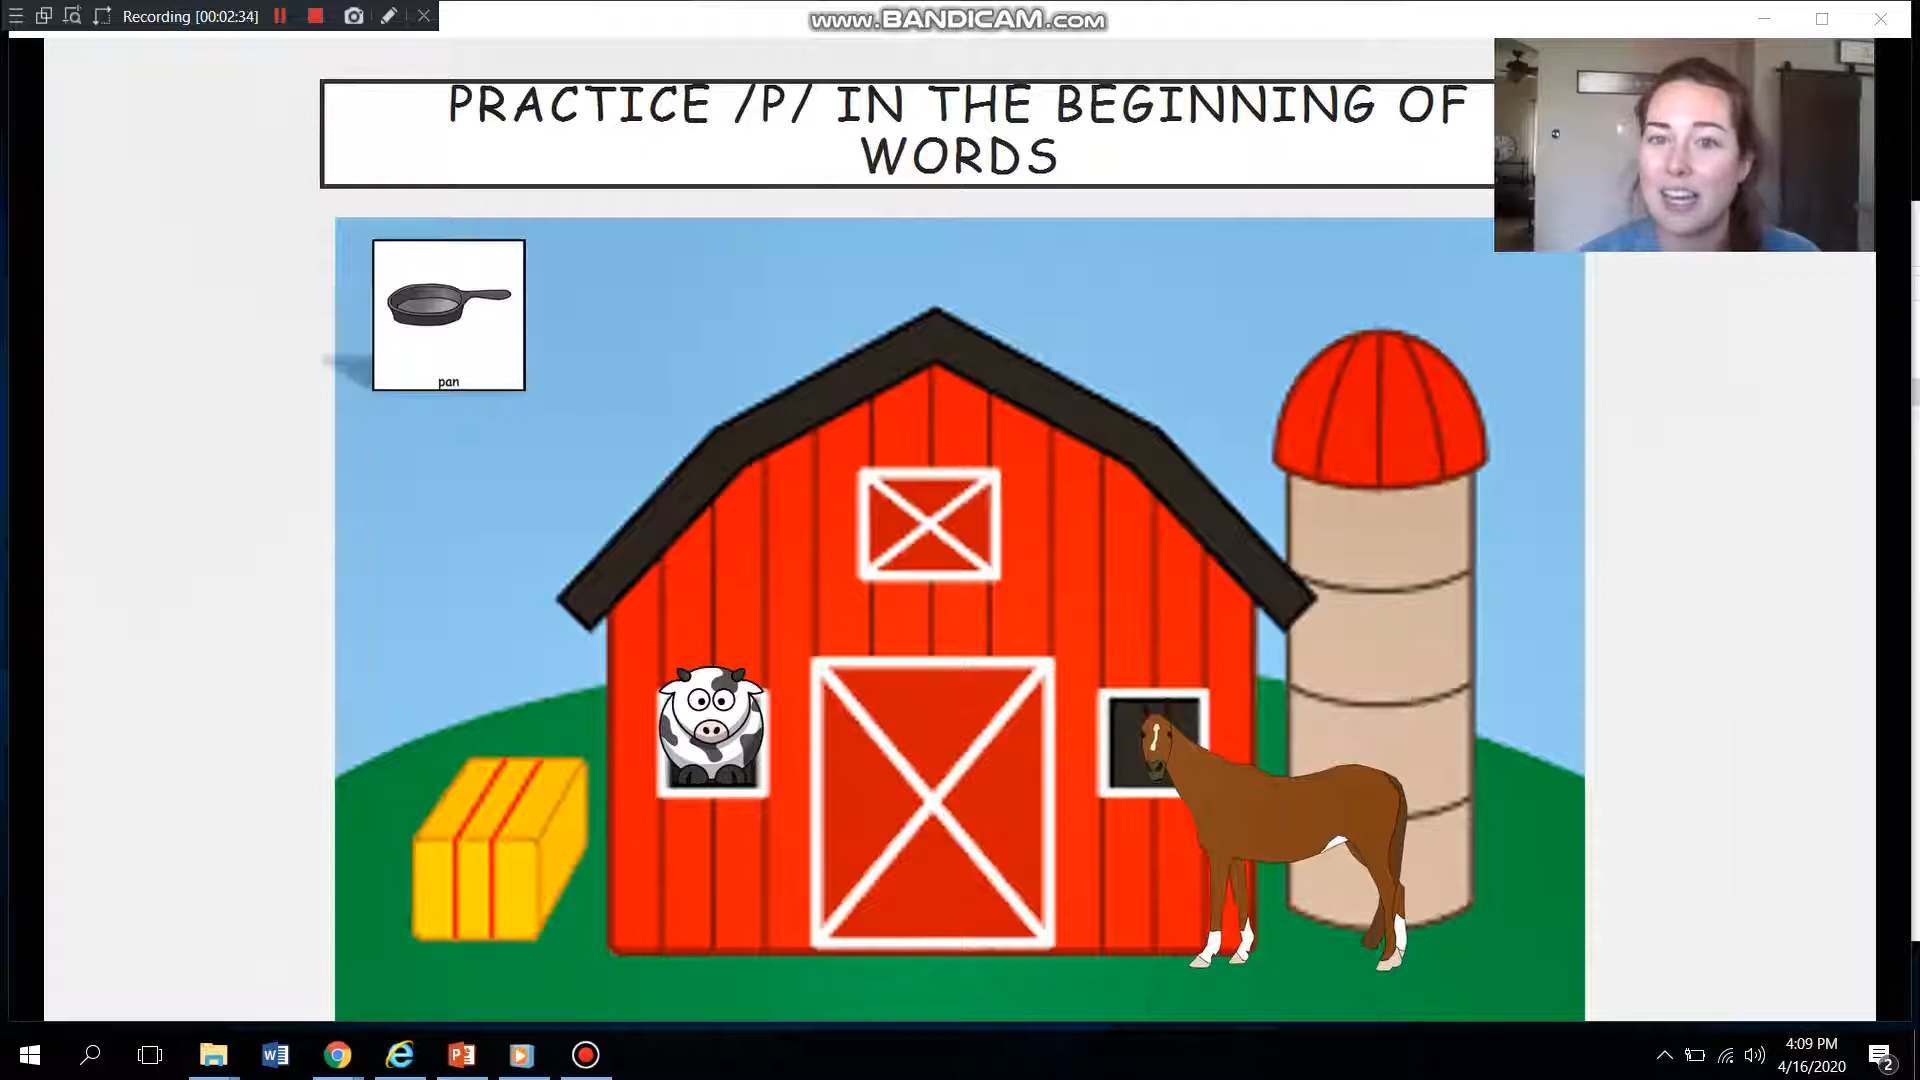 Recording [00:02:34]
www.BANDICAM.com
PRACTICE /P/ IN THE BEGINNING OF
WORDS
pan
4:09 PM
4/16/2020
2